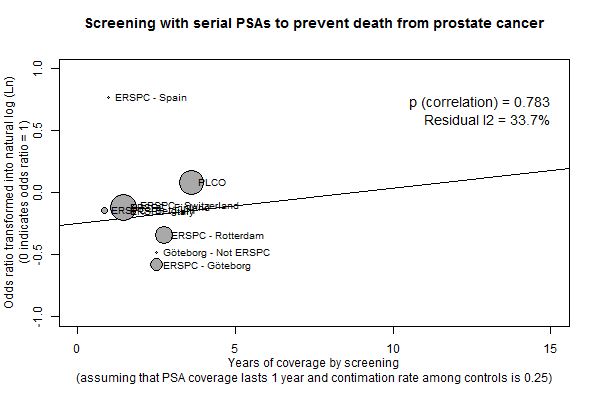 Screening with serial PSAs to prevent death from prostate cancer
Odds ratio transformed into natural log (Ln)
(0 indicates odds ratio = 1)
1.0
0.5
0.0
-0.5
-1.0
p (correlation) = 0.783
Residual I2 = 33.7%
ERSPC - Spain
PLCO
ERSPC - Switzerland
ERSPC - Rotterdam
Göteborg - Not ERSPC
ERSPC - Göteborg
0
5
10
15
Years of coverage by screening
(assuming that PSA coverage lasts 1 year and contimation rate among controls is 0.25)